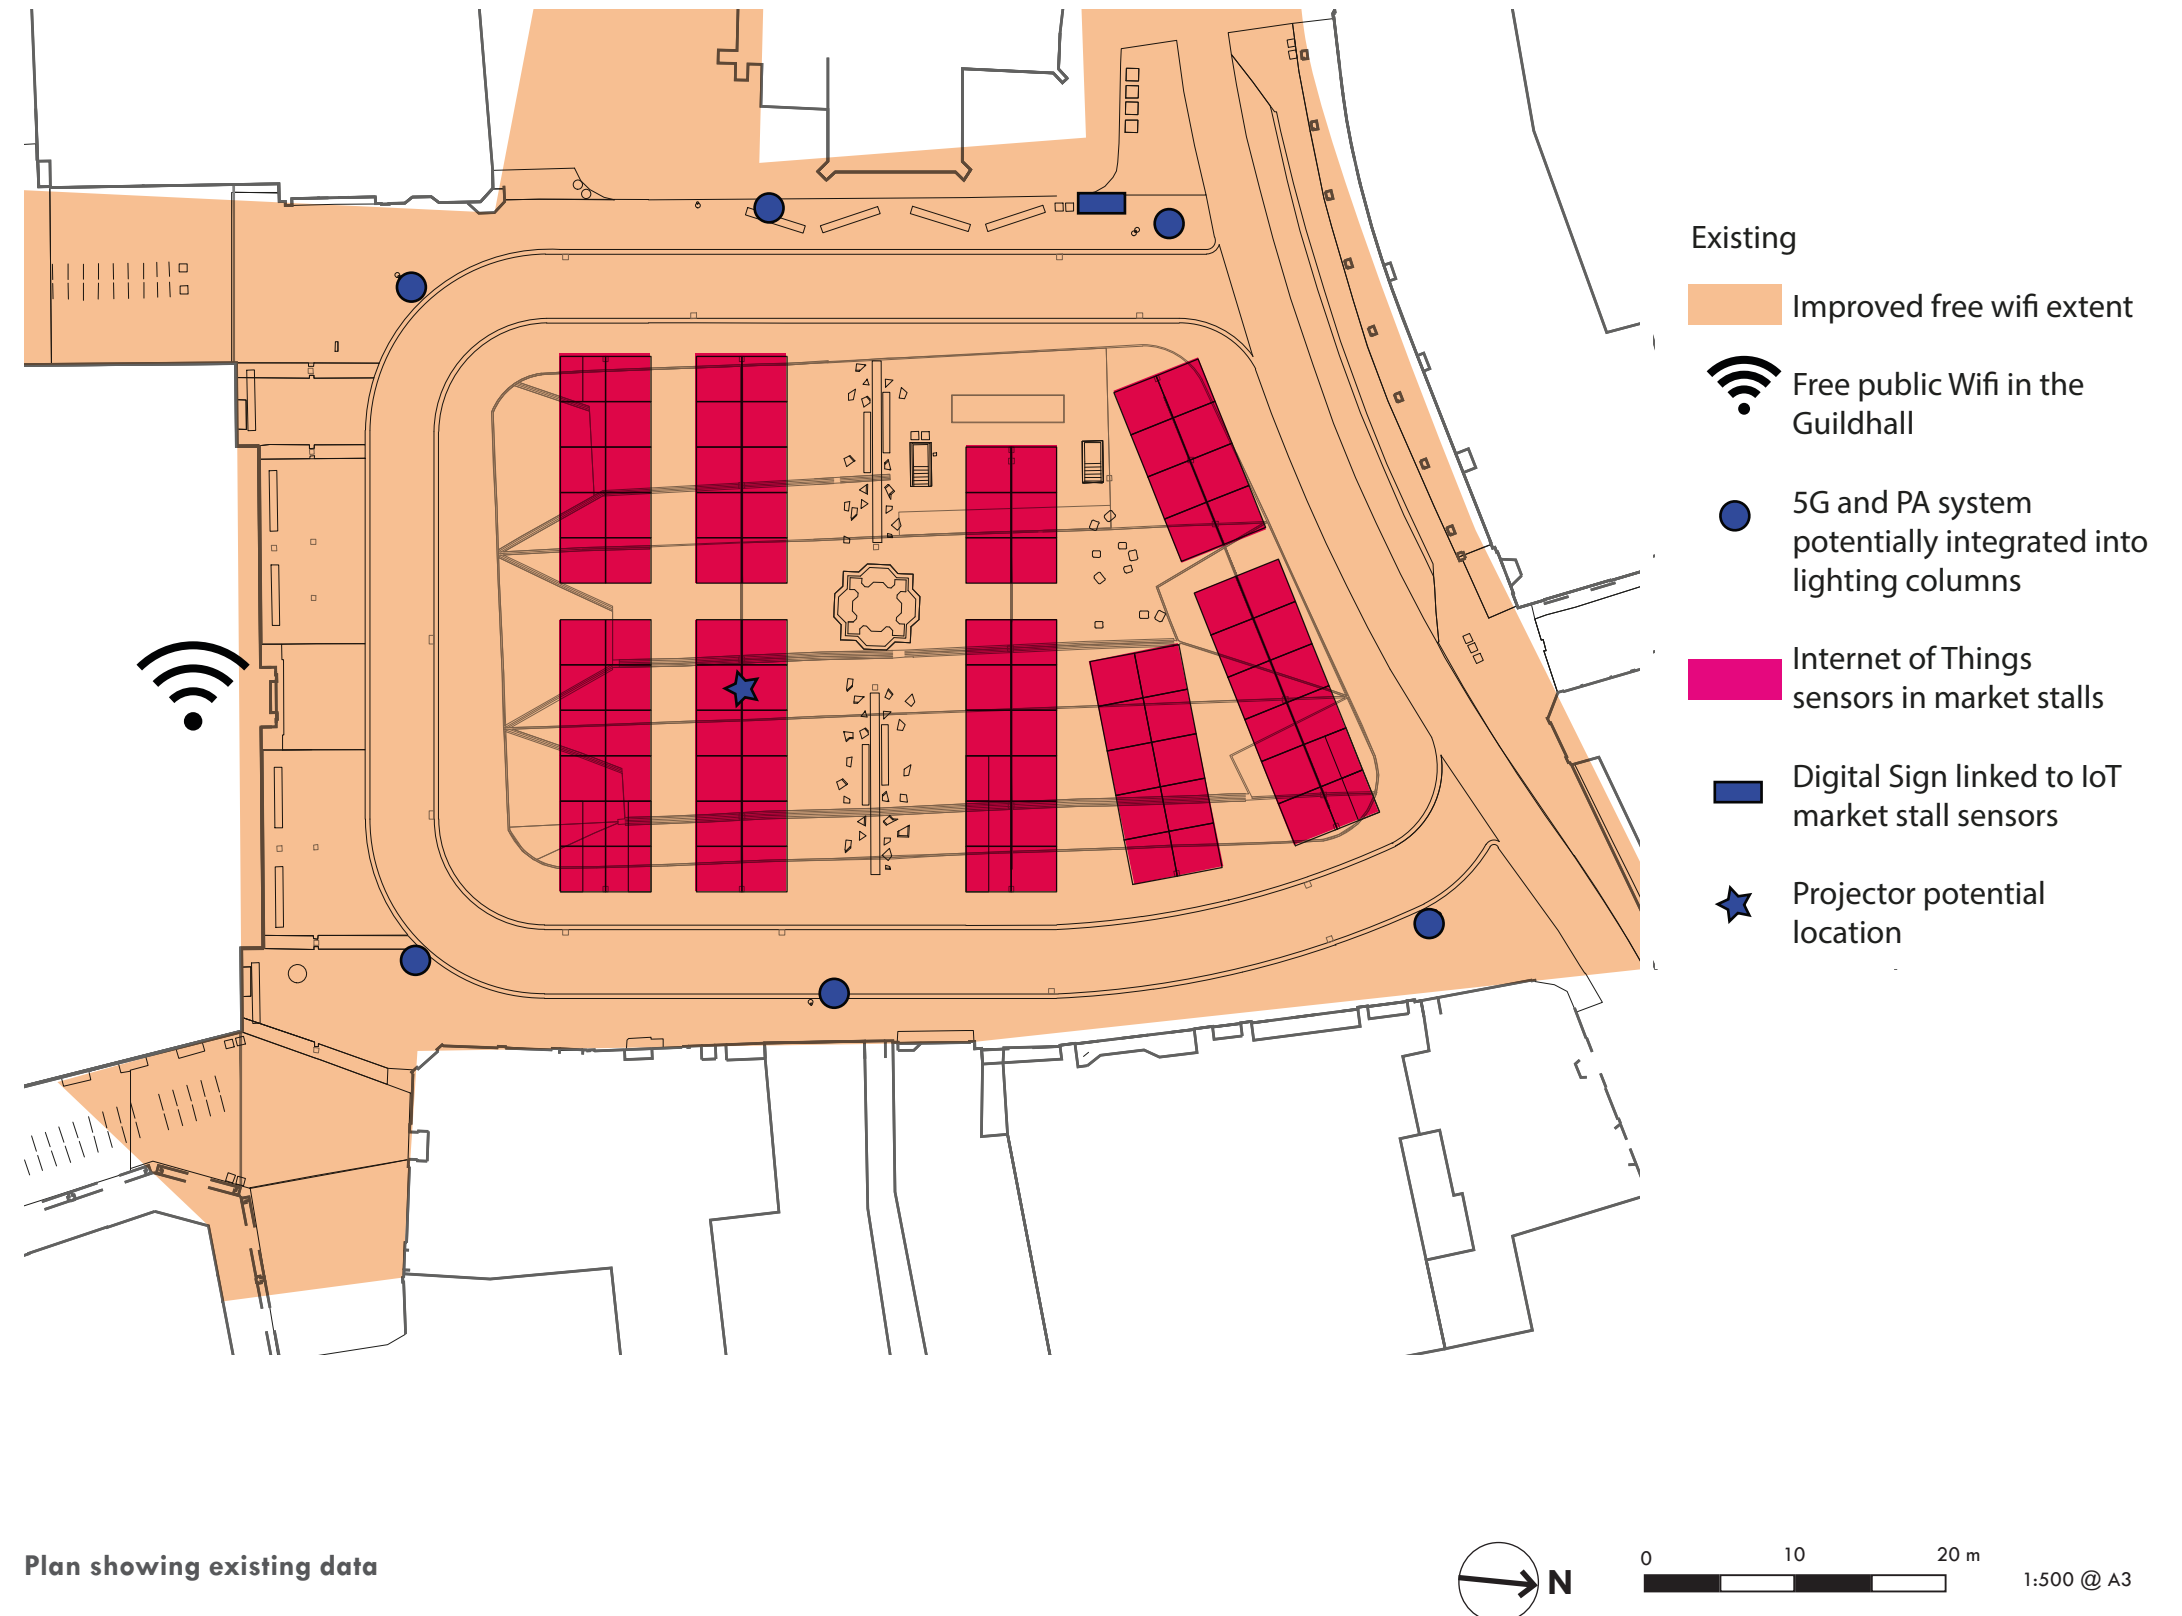 Existing
Improved free wifi extent
Free public Wifi in the
Guildhall
5G and PA system
potentially integrated into
lighting columns
Internet of Things
sensors in market stalls
Digital Sign linked to IoT
market stall sensors
Projector potential
location
Plan showing existing data
N
0 10 20 m
1:500 @ A3